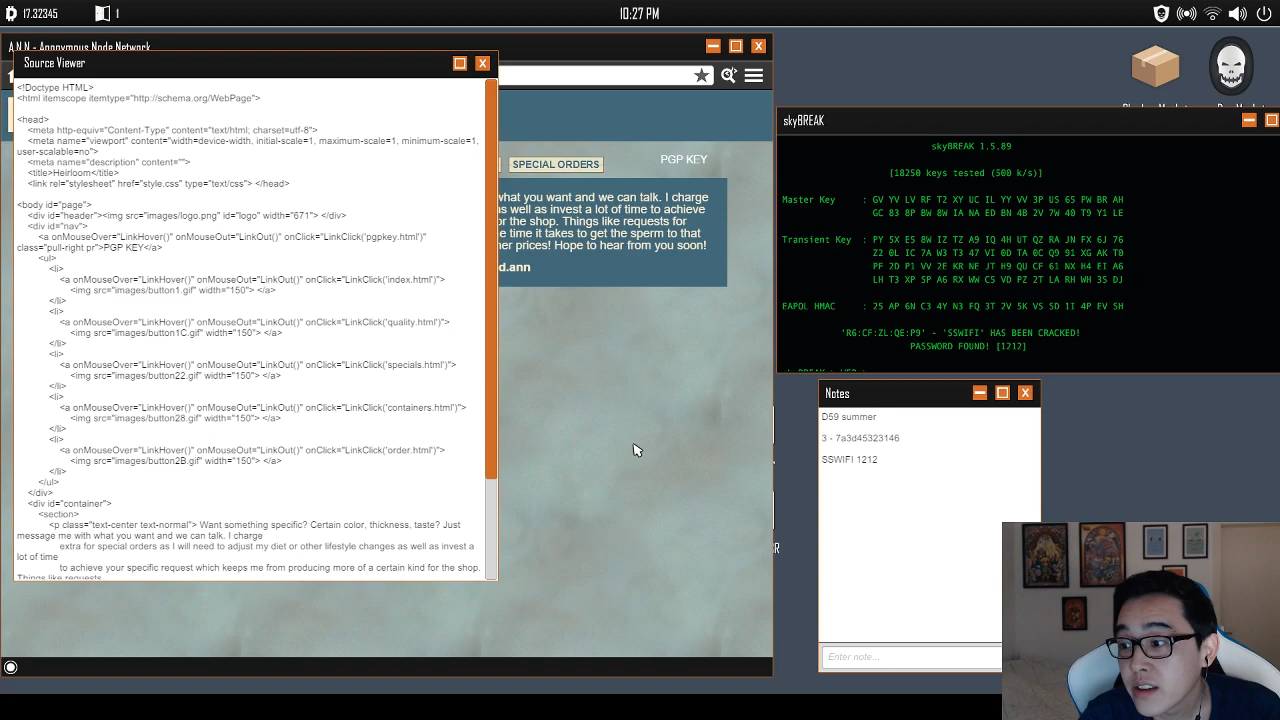 17.32345
1
10:27 PM
A.N.N - Anonymous Node Network
Source Viewer
X
X
<!Doctype HTML>
<html itemscope itemtype="http://schema.org/WebPage">
<head>
<meta http-equiv="Content-Type" content="text/html; charset=utf-8">
<meta name="viewport" content="width=device-width, initial-scale=1, maximum-scale=1, minimum-scale=1,
user-scalable=no">
<meta name="description" content="">
<title>Heirloom</title>
<link rel="stylesheet" href="style.css" type="text/css"> </head>
<body id="page">
<div id="header"><img src="images/logo.png" id="logo" width="671"> </div>
<div id="nav">
<a onMouseOver="LinkHover()" onMouseOut="LinkOut()" onClick="LinkClick('pgpkey.html')"
class="pull-right pr">PGP KEY</a>
<ul>
<li>
<a onMouseOver="LinkHover()" onMouseOut="LinkOut()" onClick="LinkClick('index.html')">
<img src="images/button1.gif" width="150"> </a>
</li>
<li>
<a onMouseOver="LinkHover()" onMouseOut="LinkOut()" onClick="LinkClick('quality.html')">
<img src="images/button1C.gif" width="150"> </a>
</li>
<li>
<a onMouseOver="LinkHover()" onMouseOut="LinkOut()" onClick="LinkClick('specials.html')">
<img src="images/button22.gif" width="150"> </a>
</li>
<li>
<a onMouseOver="LinkHover()" onMouseOut="LinkOut()" onClick="LinkClick('containers.html')">
<img src="images/button28.gif" width="150"> </a>
</li>
<li>
<a onMouseOver="LinkHover()" onMouseOut="LinkOut()" onClick="LinkClick('order.html')">
<img src="images/button2B.gif" width="150"> </a>
</li>
</ul>
</div>
<div id="container">
<section>
<p class="text-center text-normal"> Want something specific? Certain color, thickness, taste? Just
message me with what you want and we can talk. I charge
extra for special orders as I will need to adjust my diet or other lifestyle changes as well as invest a
lot of time
to achieve your specific request which keeps me from producing more of a certain kind for the shop.
Things like requests
SPECIAL ORDERS
PGP KEY
what you want and we can talk. I charge
as well as invest a lot of time to achieve
for the shop. Things like requests for
e time it takes to get the sperm to that
her prices! Hope to hear from you soon!
d.ann
skyBREAK
skyBREAK 1.5.89
[18250 keys tested (500 k/s)]
Master Key : GV YV LV RF T2 XY UC IL YY VV 3P US 65 PW BR AH
GC 83 8P BW 8W IA NA ED BN 4B 2V 7W 40 T9 Y1 LE
Transient Key : PY 5X ES 8W IZ TZ A9 IQ 4H UT QZ RA JN FX 6J 76
Z2 0L IC 7A W3 T3 47 VI 0D TA 0C Q9 91 XG AK T0
PF 2D P1 VV 2E KR NE JT H9 QU CF 61 NX H4 EI A6
LH T3 XP SP A6 RX WW C5 VD PZ 2T LA RH WH 3S DJ
EAPOL HMAC : 25 AP 6N C3 4Y N3 FQ 3T 2V 5K VS SD 1I 4P EV SH
'R6:CF:ZL:QE:P9' - 'SSWIFI' HAS BEEN CRACKED!
PASSWORD FOUND! [1212]
Notes
X
D59 summer
3 - 7a3d45323146
SSWIFI 1212
Enter note...